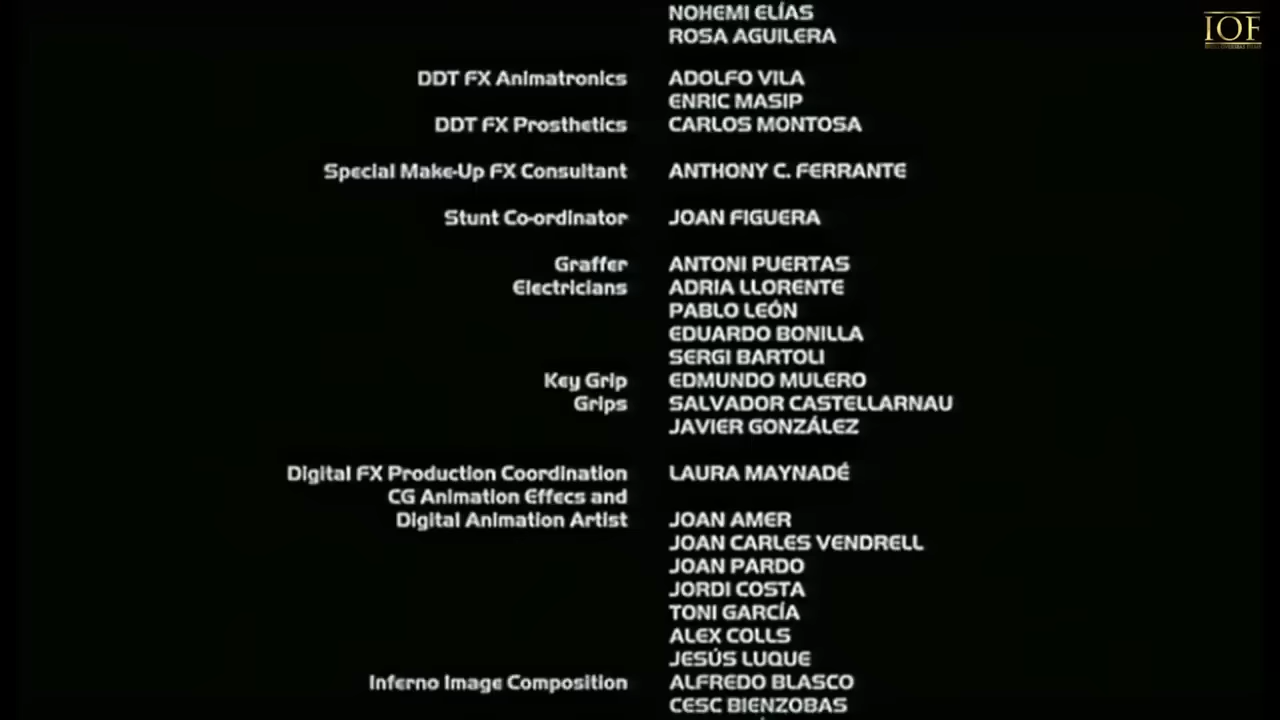 NOHEMI ELÍAS
IOF
ROSA AGUILERA
DDT FX Animatronics ADOLFO VILA
ENRIC MASIP
DDT FX Prosthetics CARLOS MONTOSA
Special Make-Up FX Consultant ANTHONY C. FERRANTE
Stunt Co-ordinator JOAN FIGUERA
Graffer ANTONI PUERTAS
Electricians ADRIA LLORENTE
PABLO LEÓN
EDUARDO BONILLA
SERGI BARTOLI
Key Grip EDMUNDO MULERO
Grips SALVADOR CASTELLARNAU
JAVIER GONZÁLEZ
Digital FX Production Coordination LAURA MAYNADÉ
CG Animation Effecs and
Digital Animation Artist JOAN AMER
JOAN CARLES VENDRELL
JOAN PARDO
JORDI COSTA
TONI GARCÍA
ALEX COLLS
JESÚS LUQUE
Inferno Image Composition ALFREDO BLASCO
CESC BIENZOBAS